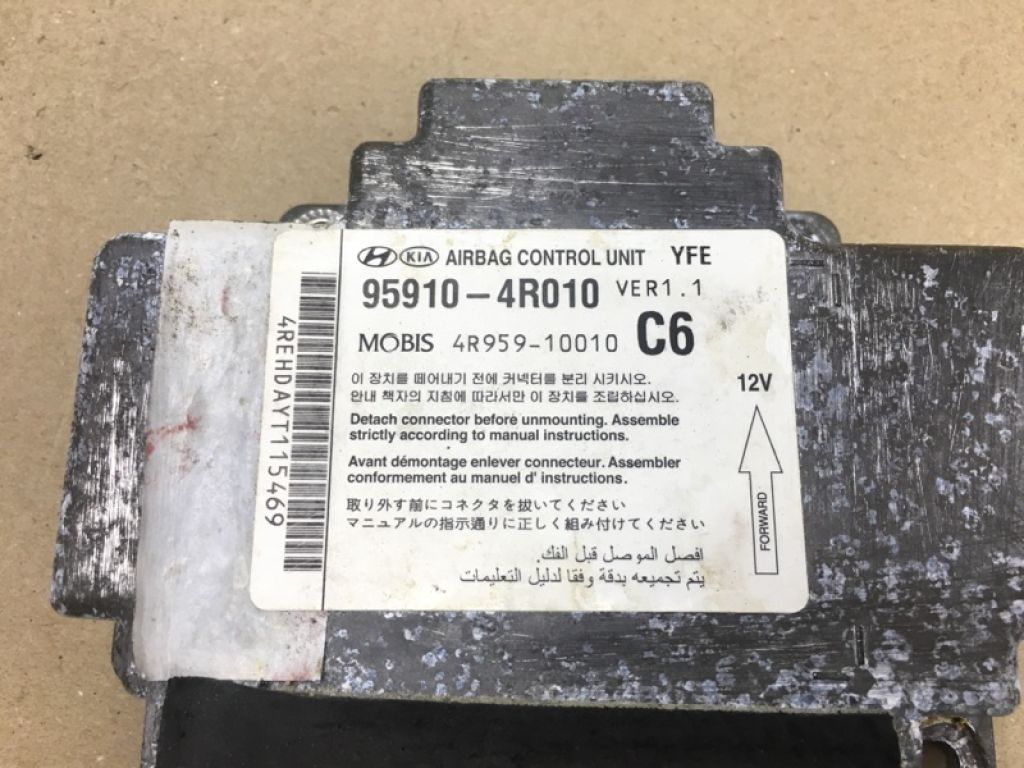 HYUNDAI KIA AIRBAG CONTROL UNIT YFE
95910-4R010 VER1.1
MOBIS 4R959-10010 C6
이 장치를 떼어내기 전에 커넥터를 분리 시키시오.
안내 책자의 지침에 따라서만 이 장치를 조립하십시오.
Detach connector before unmounting. Assemble
strictly according to manual instructions.
Avant démontage enlever connecteur. Assembler
conformement au manuel d' instructions.
取り外す前にコネクタを抜いてください
マニュアルの指示通りに正しく組み付けてください
افصل الموصل قبل الفك.
يتم تجميعه بدقة وفقا لدليل التعليمات
12V
FORWARD
4REHDAYT1115469